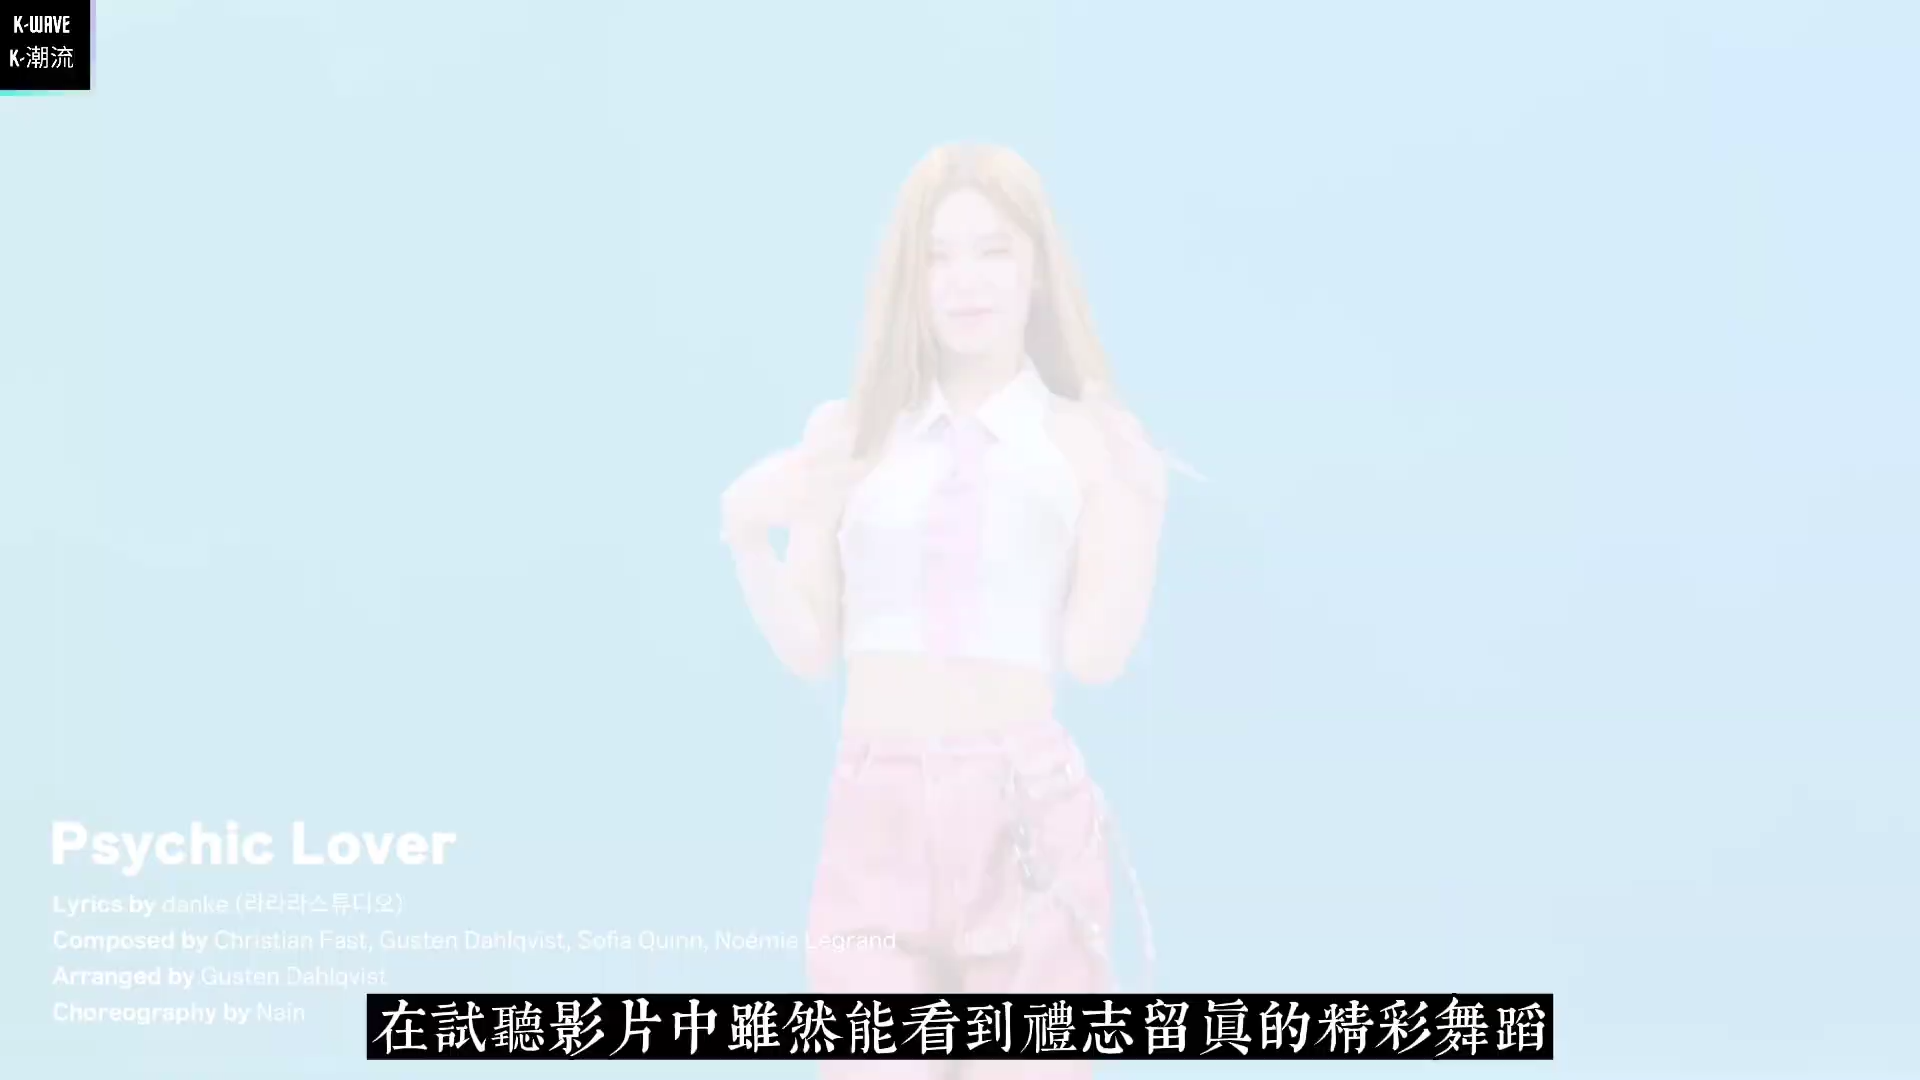 K-WAVE
K-潮流
Psychic Lover
Lyrics by danke (라라라스튜디오)
Composed by Christian Fast, Gusten Dahlqvist, Sofia Quinn, Noémie Legrand
Arranged by Gusten Dahlqvist
Choreography by Nain
在試聽影片中雖然能看到禮志留眞的精彩舞蹈